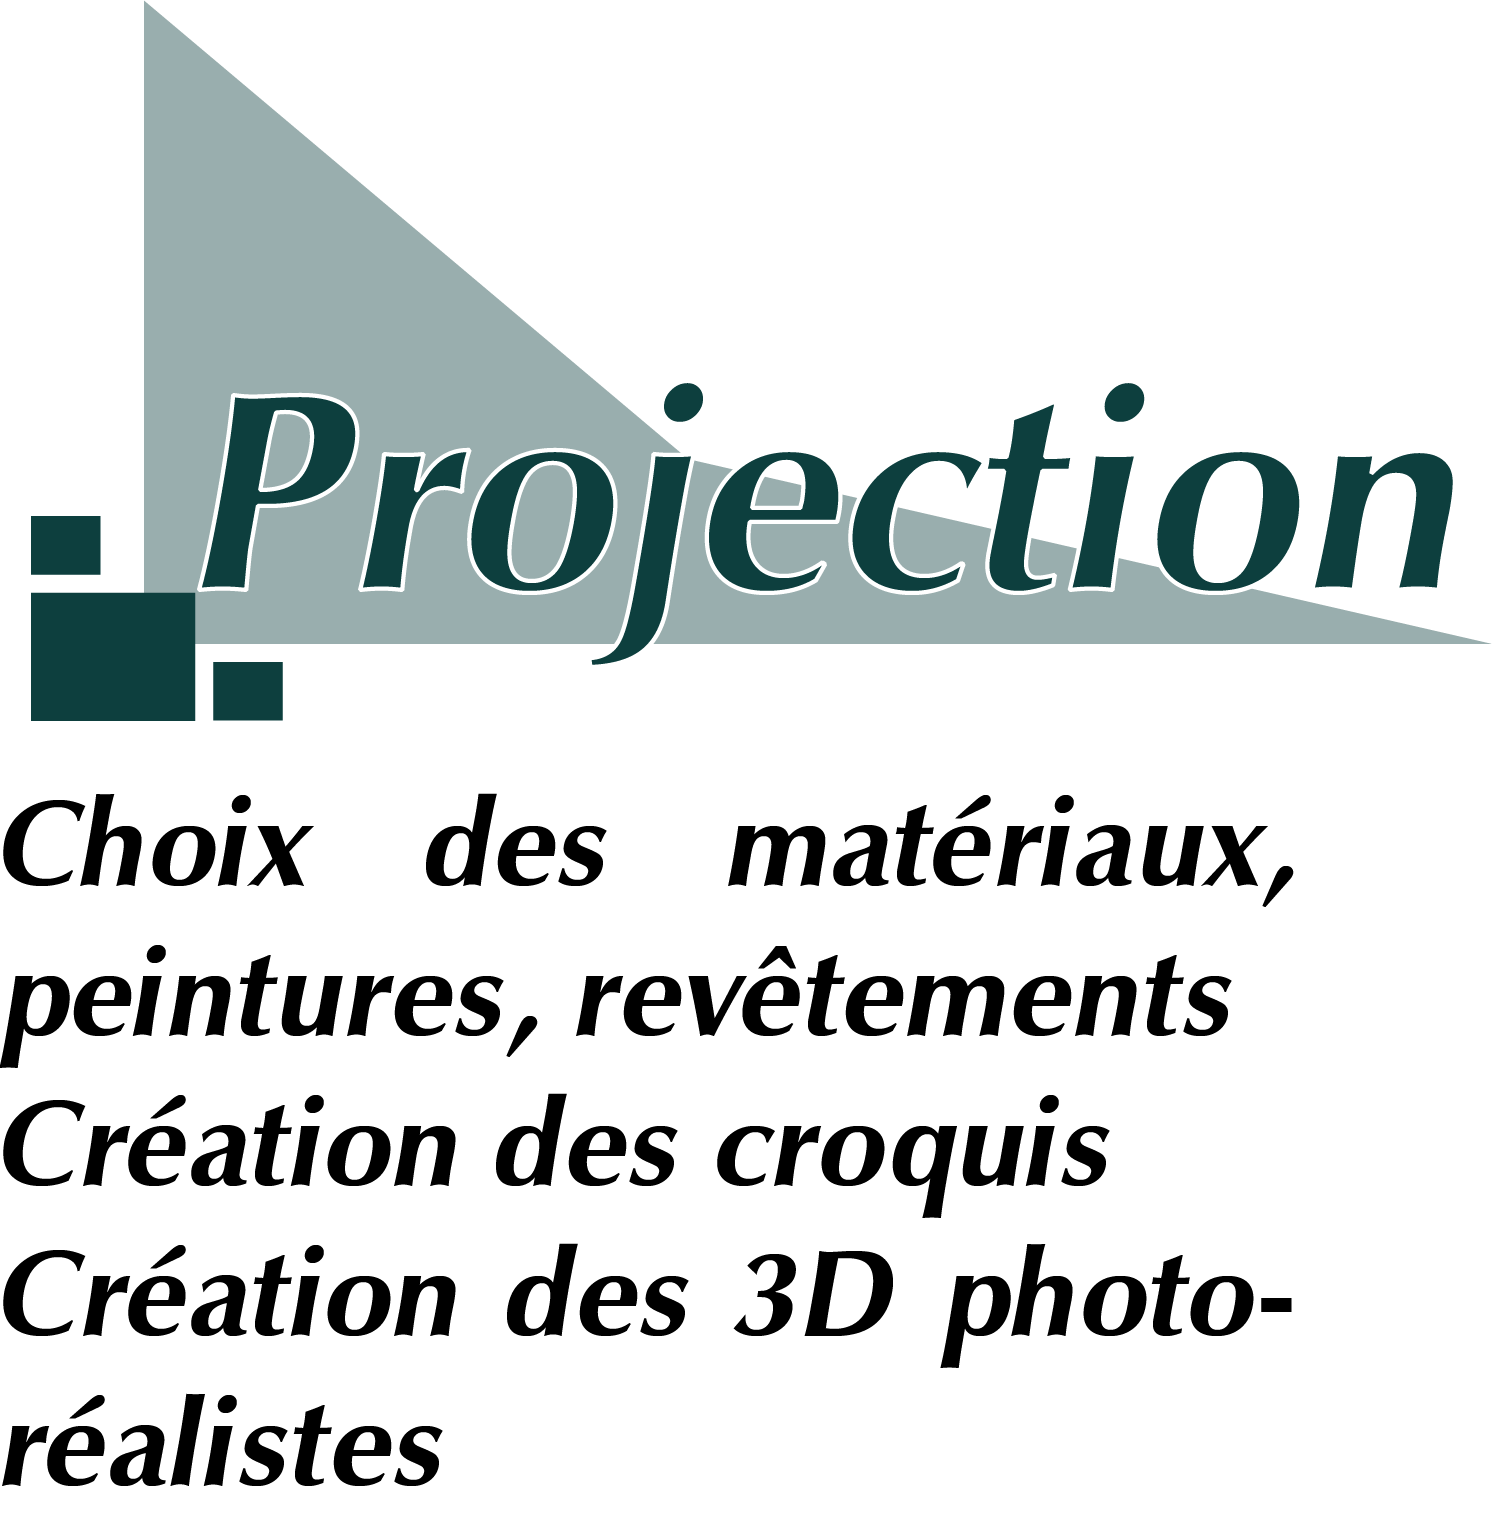 Projection
Choix des matériaux,
peintures, revêtements
Création des croquis
Création des 3D photo-
réalistes